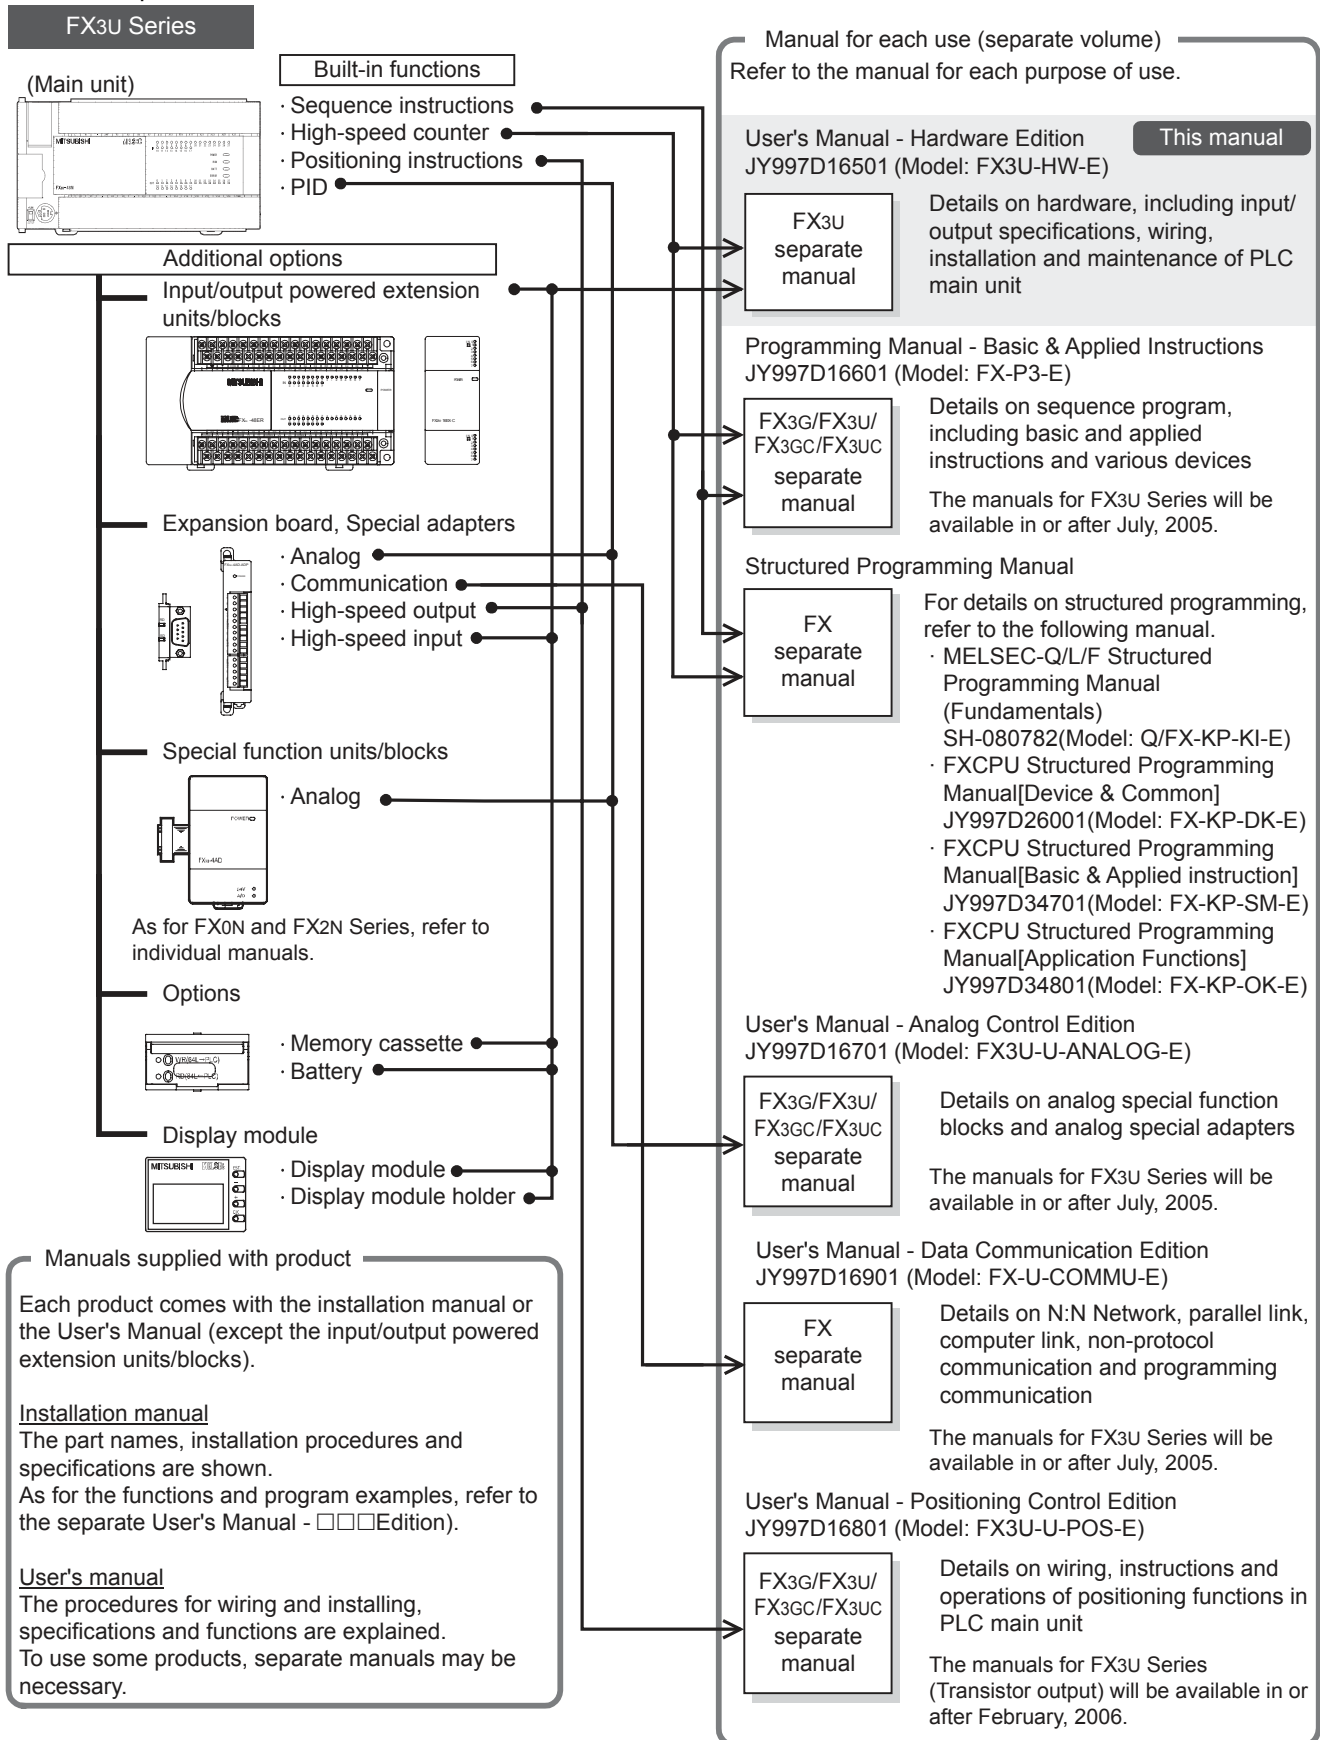 FX3U Series
(Main unit)
MITSUBISHI
Built-in functions
· Sequence instructions
· High-speed counter
· Positioning instructions
· PID
Additional options
Input/output powered extension
units/blocks
MITSUBISHI
Expansion board, Special adapters
· Analog
· Communication
· High-speed output
· High-speed input
Special function units/blocks
· Analog
POWER
As for FX0N and FX2N Series, refer to
individual manuals.
Options
· Memory cassette
· Battery
Display module
MITSUBISHI
· Display module
· Display module holder
Manuals supplied with product
Each product comes with the installation manual or
the User's Manual (except the input/output powered
extension units/blocks).
Installation manual
The part names, installation procedures and
specifications are shown.
As for the functions and program examples, refer to
the separate User's Manual - □□□Edition).
User's manual
The procedures for wiring and installing,
specifications and functions are explained.
To use some products, separate manuals may be
necessary.
Manual for each use (separate volume)
Refer to the manual for each purpose of use.
User's Manual - Hardware Edition
This manual
JY997D16501 (Model: FX3U-HW-E)
FX3U
separate
manual
Details on hardware, including input/
output specifications, wiring,
installation and maintenance of PLC
main unit
Programming Manual - Basic & Applied Instructions
JY997D16601 (Model: FX-P3-E)
FX3G/FX3U/
FX3GC/FX3UC
separate
manual
Details on sequence program,
including basic and applied
instructions and various devices
The manuals for FX3U Series will be
available in or after July, 2005.
Structured Programming Manual
FX
separate
manual
For details on structured programming,
refer to the following manual.
· MELSEC-Q/L/F Structured
Programming Manual
(Fundamentals)
SH-080782(Model: Q/FX-KP-KI-E)
· FXCPU Structured Programming
Manual[Device & Common]
JY997D26001(Model: FX-KP-DK-E)
· FXCPU Structured Programming
Manual[Basic & Applied instruction]
JY997D34701(Model: FX-KP-SM-E)
· FXCPU Structured Programming
Manual[Application Functions]
JY997D34801(Model: FX-KP-OK-E)
User's Manual - Analog Control Edition
JY997D16701 (Model: FX3U-U-ANALOG-E)
FX3G/FX3U/
FX3GC/FX3UC
separate
manual
Details on analog special function
blocks and analog special adapters
The manuals for FX3U Series will be
available in or after July, 2005.
User's Manual - Data Communication Edition
JY997D16901 (Model: FX-U-COMMU-E)
FX
separate
manual
Details on N:N Network, parallel link,
computer link, non-protocol
communication and programming
communication
The manuals for FX3U Series will be
available in or after July, 2005.
User's Manual - Positioning Control Edition
JY997D16801 (Model: FX3U-U-POS-E)
FX3G/FX3U/
FX3GC/FX3UC
separate
manual
Details on wiring, instructions and
operations of positioning functions in
PLC main unit
The manuals for FX3U Series
(Transistor output) will be available in or
after February, 2006.